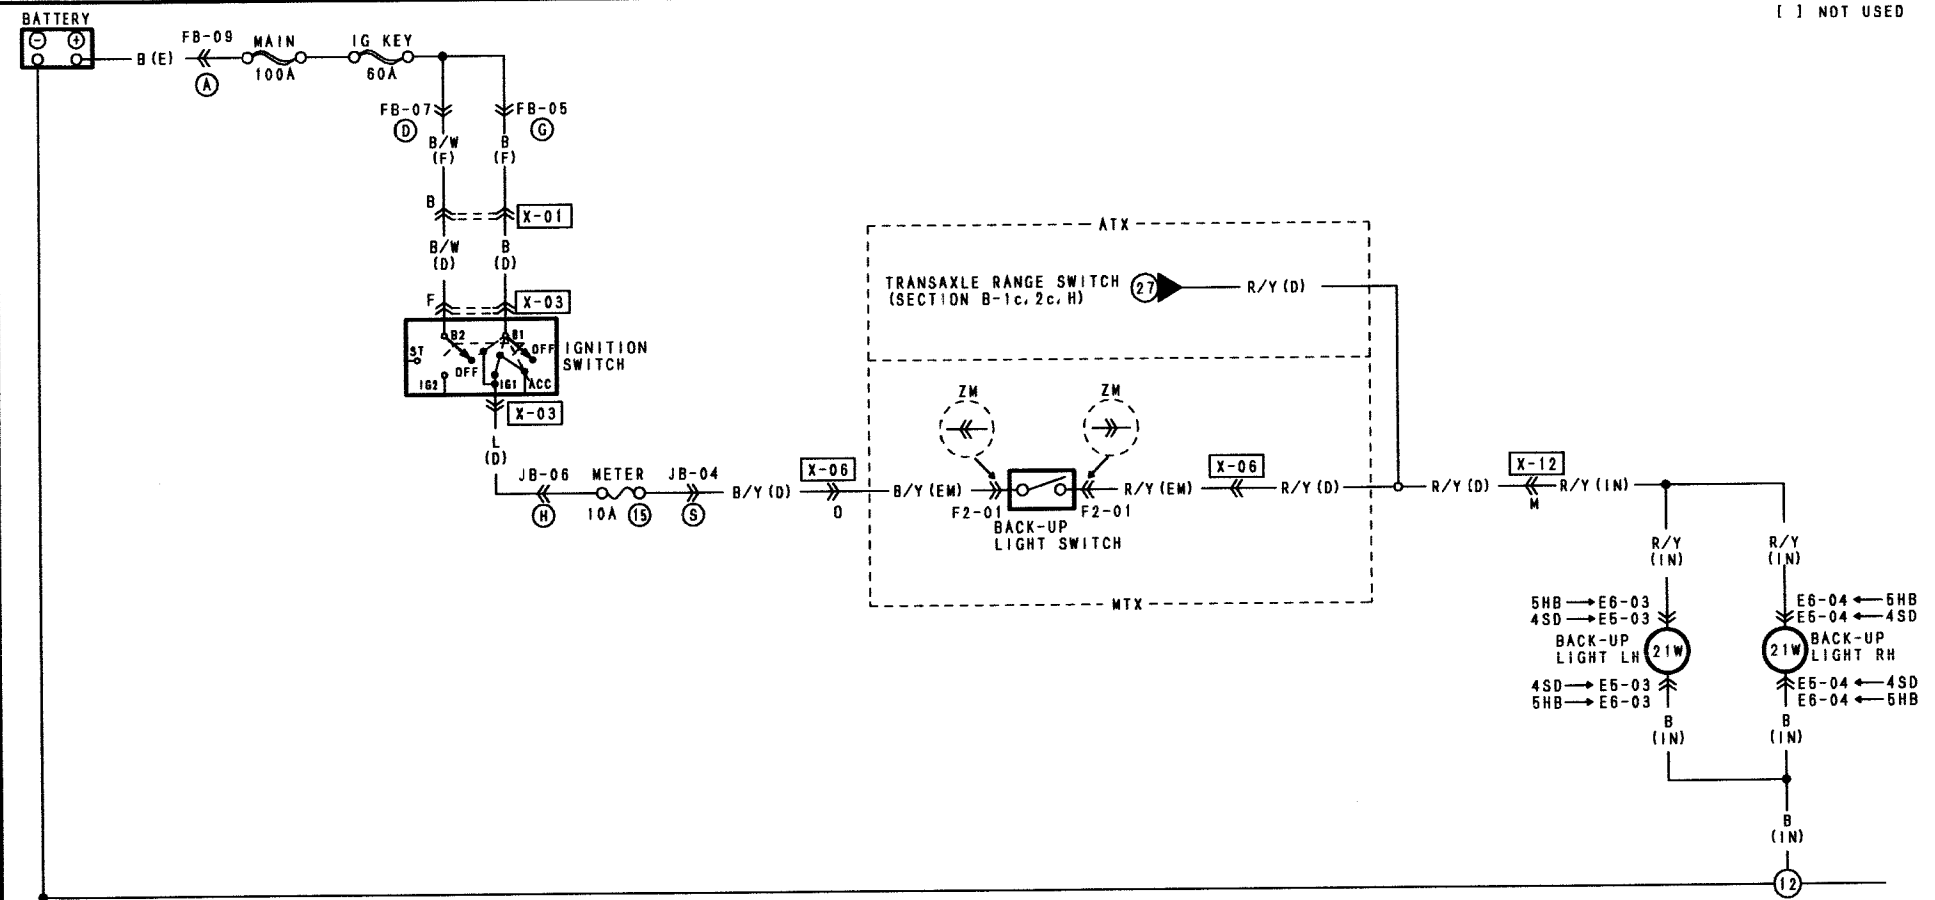 [ ] NOT USED
BATTERY
- +
B(E)
FB-09
A
MAIN
100A
IG KEY
60A
FB-07
D
FB-05
G
B/W
(F)
B
(F)
B
X-01
B/W
(D)
B
(D)
F
X-03
B2
B1
ST
OFF
OFF
IG2
IG1
ACC
IGNITION
SWITCH
X-03
L
(D)
JB-06
H
METER
10A
15
JB-04
S
B/Y(D)
X-06
O
ATX
TRANSAXLE RANGE SWITCH
(SECTION B-1c, 2c, H)
27
R/Y(D)
ZM
ZM
B/Y(EM)
F2-01
F2-01
BACK-UP
LIGHT SWITCH
R/Y(EM)
X-06
R/Y(D)
MTX
R/Y(D)
X-12
M
R/Y(IN)
R/Y
(IN)
R/Y
(IN)
5HB E6-03
4SD E5-03
BACK-UP
LIGHT LH
21W
4SD E5-03
5HB E6-03
E6-04 5HB
E5-04 4SD
21W
BACK-UP
LIGHT RH
E5-04 4SD
E6-04 5HB
B
(IN)
B
(IN)
B
(IN)
12